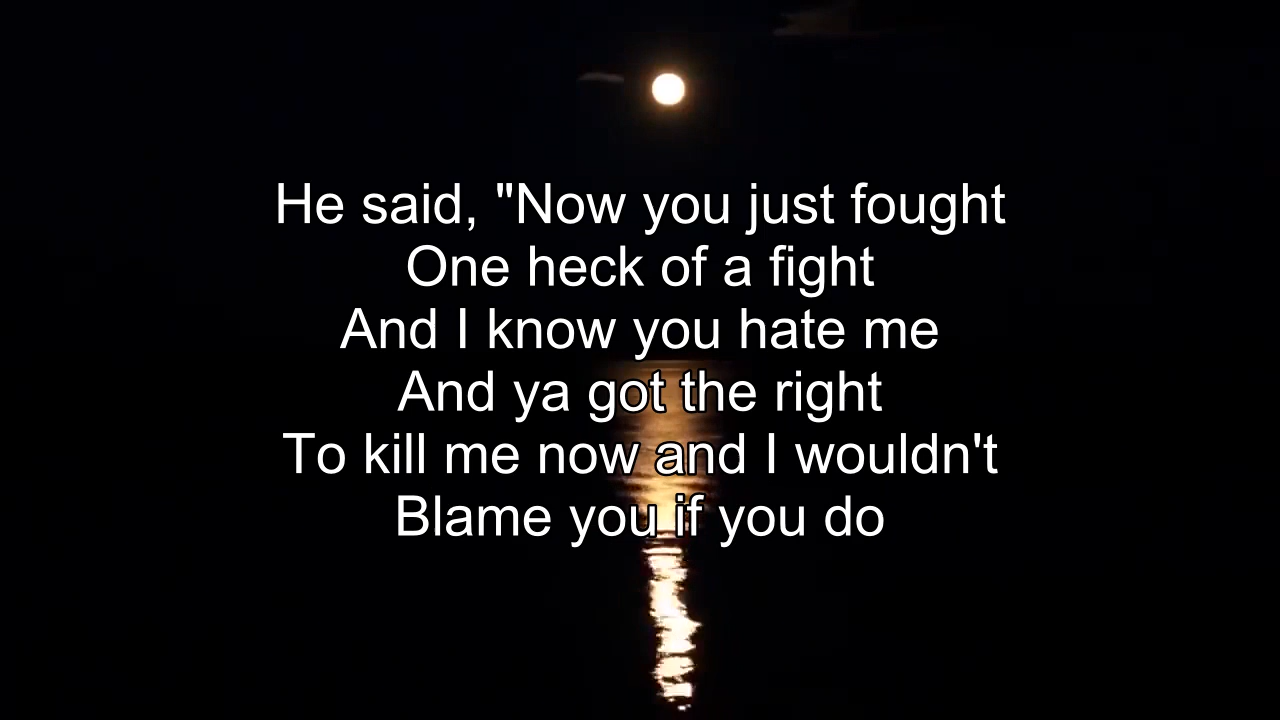 He said, "Now you just fought
One heck of a fight
And I know you hate me
And ya got the right
To kill me now and I wouldn't
Blame you if you do